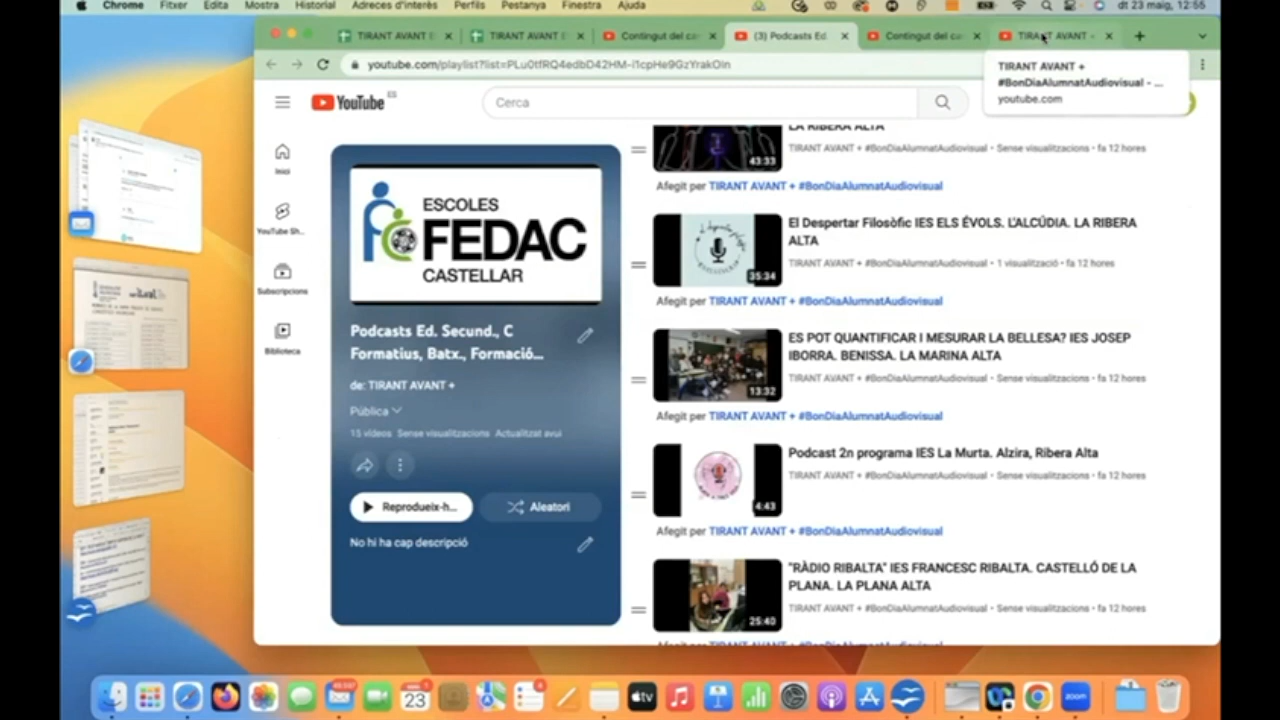 Chrome Fitxer Edita Mostra Historial Adreces d'interès Perfils Pestanya Finestra Ajuda dt 23 maig, 12:55
TIRANT AVANT E
TIRANT AVANT E
Contingut del ca
(3) Podcasts Ed.
Contingut del ca
TIRANT AVANT +
youtube.com/playlist?list=PLu0tfRQ4edbD42HM-i1cpHe9GzYrakOin
TIRANT AVANT +
#BonDiaAlumnatAudiovisual - ...
youtube.com
YouTube ES
Cerca
Inici
YouTube Sh...
Subscripcions
Biblioteca
ESCOLES
FEDAC
CASTELLAR
Podcasts Ed. Secund., C
Formatius, Batx., Formació...
de: TIRANT AVANT +
Pública
15 vídeos Sense visualitzacions Actualitzat avui
Reprodueix-h...
Aleatori
No hi ha cap descripció
LA RIBERA ALTA
43:33
TIRANT AVANT + #BonDiaAlumnatAudiovisual • Sense visualitzacions • fa 12 hores
Afegit per TIRANT AVANT + #BonDiaAlumnatAudiovisual
El Despertar Filosòfic IES ELS ÉVOLS. L'ALCÚDIA. LA RIBERA
ALTA
35:34
TIRANT AVANT + #BonDiaAlumnatAudiovisual • 1 visualització • fa 12 hores
Afegit per TIRANT AVANT + #BonDiaAlumnatAudiovisual
ES POT QUANTIFICAR I MESURAR LA BELLESA? IES JOSEP
IBORRA. BENISSA. LA MARINA ALTA
13:32
TIRANT AVANT + #BonDiaAlumnatAudiovisual • Sense visualitzacions • fa 12 hores
Afegit per TIRANT AVANT + #BonDiaAlumnatAudiovisual
Podcast 2n programa IES La Murta. Alzira, Ribera Alta
4:43
TIRANT AVANT + #BonDiaAlumnatAudiovisual • Sense visualitzacions • fa 12 hores
Afegit per TIRANT AVANT + #BonDiaAlumnatAudiovisual
"RÀDIO RIBALTA" IES FRANCESC RIBALTA. CASTELLÓ DE LA
PLANA. LA PLANA ALTA
25:40
TIRANT AVANT + #BonDiaAlumnatAudiovisual • Sense visualitzacions • fa 12 hores
23
tv
zoom